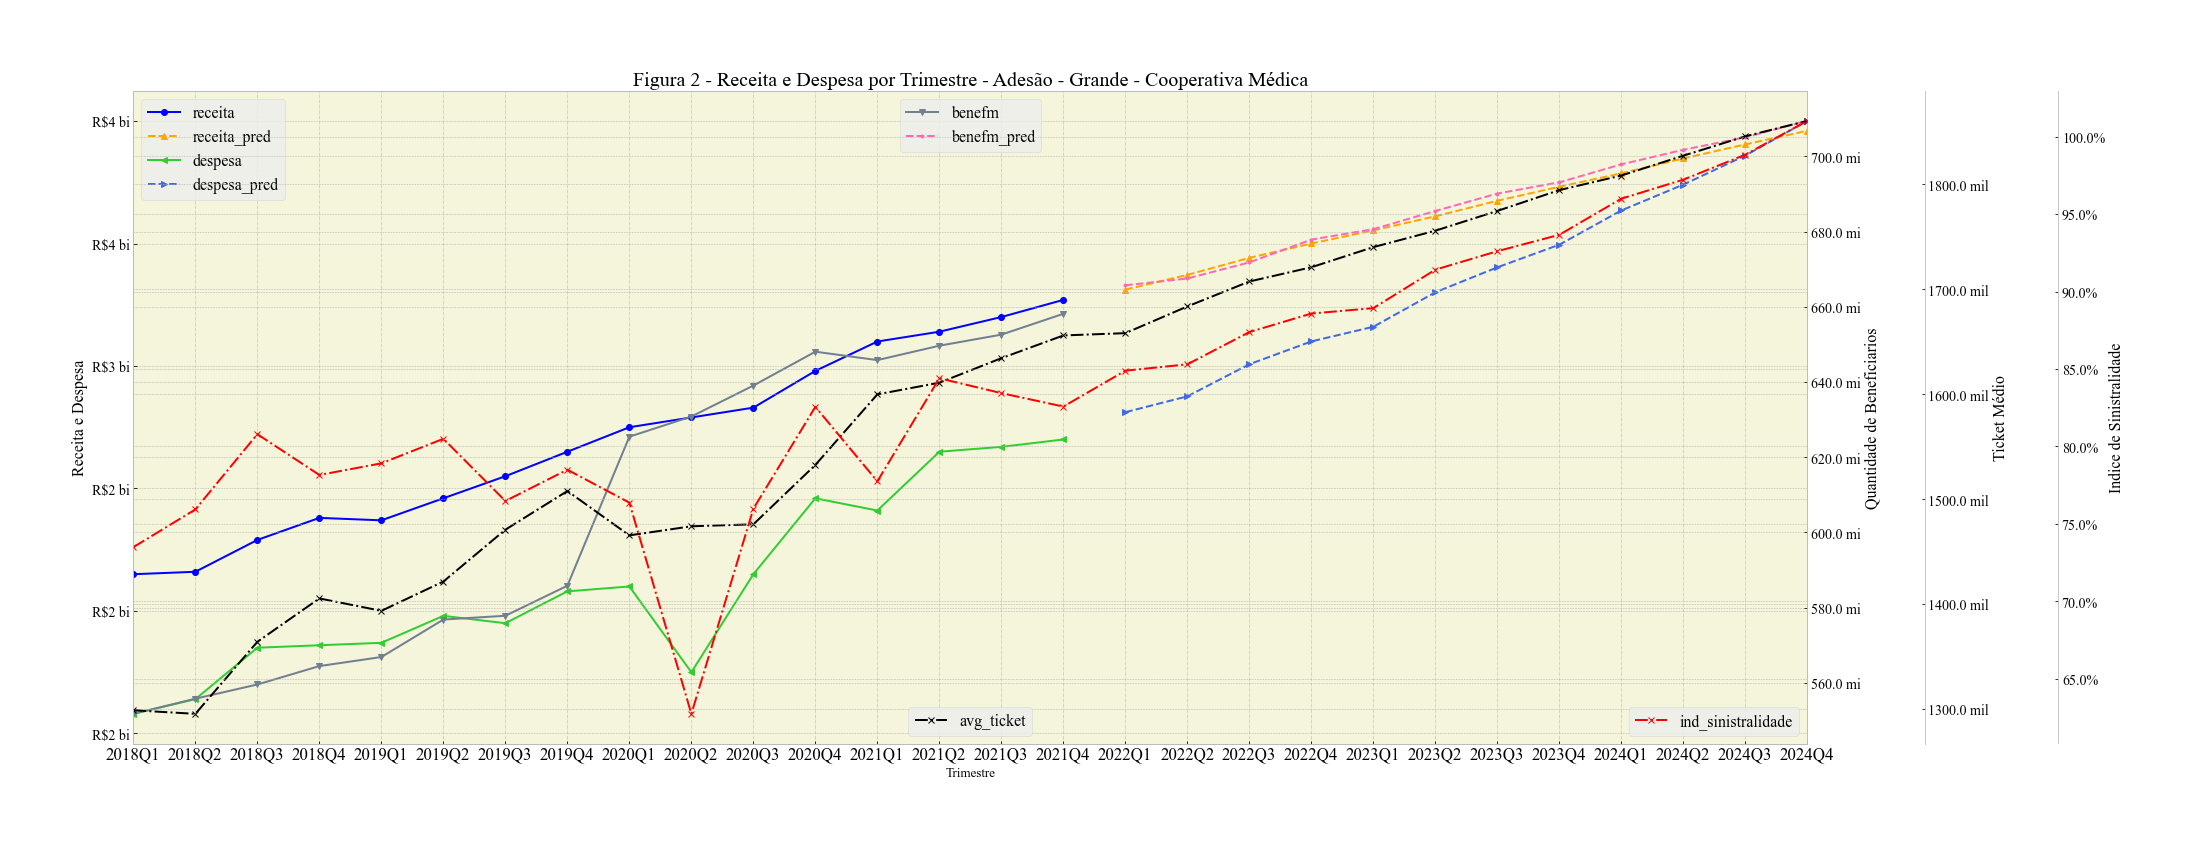 Figura 2 - Receita e Despesa por Trimestre - Adesão - Grande - Cooperativa Médica
receita
receita_pred
despesa
despesa_pred
benefm
benefm_pred
avg_ticket
ind_sinistralidade
Receita e Despesa
R$4 bi
R$4 bi
R$3 bi
R$2 bi
R$2 bi
R$2 bi
2018Q1 2018Q2 2018Q3 2018Q4 2019Q1 2019Q2 2019Q3 2019Q4 2020Q1 2020Q2 2020Q3 2020Q4 2021Q1 2021Q2 2021Q3 2021Q4 2022Q1 2022Q2 2022Q3 2022Q4 2023Q1 2023Q2 2023Q3 2023Q4 2024Q1 2024Q2 2024Q3 2024Q4
Trimestre
700.0 mi
680.0 mi
660.0 mi
640.0 mi
620.0 mi
600.0 mi
580.0 mi
560.0 mi
Quantidade de Beneficiarios
1800.0 mil
1700.0 mil
1600.0 mil
1500.0 mil
1400.0 mil
1300.0 mil
Ticket Médio
100.0%
95.0%
90.0%
85.0%
80.0%
75.0%
70.0%
65.0%
Indice de Sinistralidade